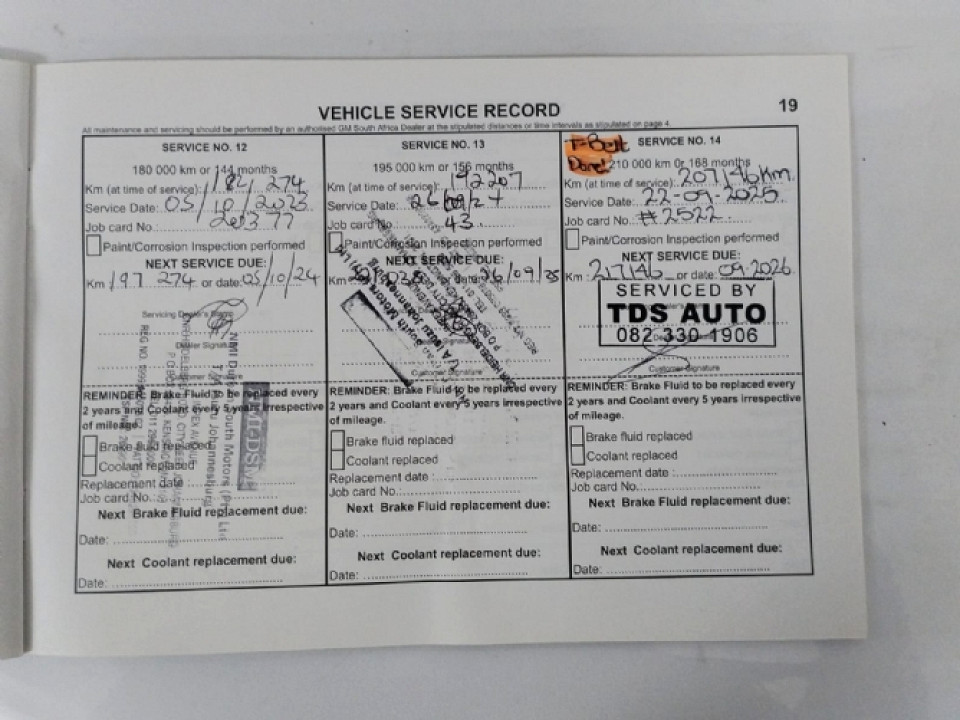 19
VEHICLE SERVICE RECORD
All maintenance and servicing should be performed by an authorised GM South Africa Dealer at the stipulated distances or time intervals as stipulated on page 4.
SERVICE NO. 12
180 000 km or 144 months
Km (at time of service): 182 274
Service Date: 05/10/2023
Job card No.: 20377
Paint/Corrosion Inspection performed
NEXT SERVICE DUE:
Km 197 274 or date: 05/10/24
Servicing Dealer's Stamp
Dealer Signature
REMINDER: Brake Fluid to be replaced every
2 years and Coolant every 5 years irrespective
of mileage.
Brake fluid replaced
Coolant replaced
Replacement date
Job card No.
Next Brake Fluid replacement due:
Date:
Next Coolant replacement due:
Date:
SERVICE NO. 13
195 000 km or 156 months
Km (at time of service): 192207
Service Date: 26/09/24
Job card No. 43
Paint/Corrosion Inspection performed
NEXT SERVICE DUE:
Km or date: 26/09/25
Customer Signature
REMINDER: Brake Fluid to be replaced every
2 years and Coolant every 5 years irrespective
of mileage.
Brake fluid replaced
Coolant replaced
Replacement date :
Job card No.
Next Brake Fluid replacement due:
Date:
Next Coolant replacement due:
Date:
T-Belt
Done!
SERVICE NO. 14
210 000 km or 168 months
Km (at time of service): 207146 Km
Service Date: 22-09-2025
Job card No. #2522
Paint/Corrosion Inspection performed
NEXT SERVICE DUE:
Km : 217146 or date: 09-2026
SERVICED BY
TDS AUTO
082 330 1906
Customer Signature
REMINDER: Brake Fluid to be replaced every
2 years and Coolant every 5 years irrespective
of mileage.
Brake fluid replaced
Coolant replaced
Replacement date :
Job card No.
Next Brake Fluid replacement due:
Date:
Next Coolant replacement due:
Date: